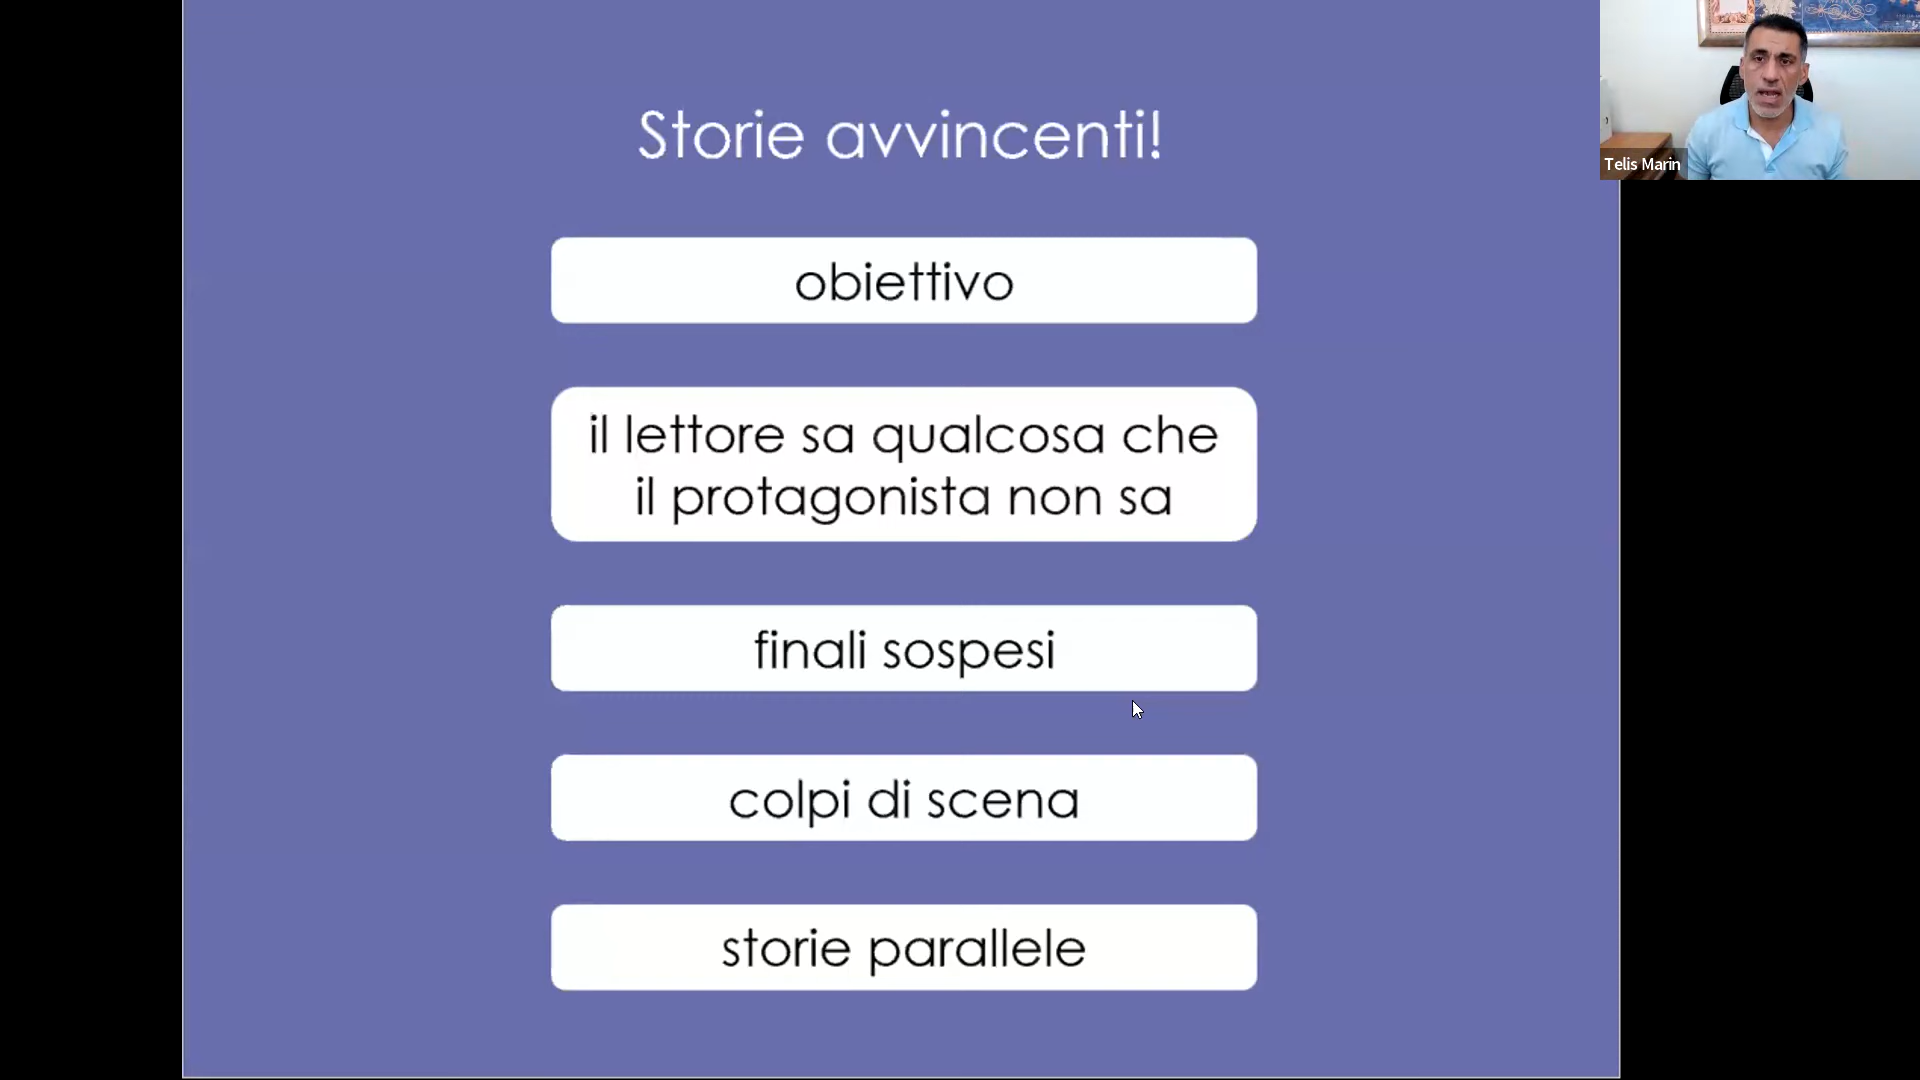 Storie avvincenti!
obiettivo
il lettore sa qualcosa che
il protagonista non sa
finali sospesi
colpi di scena
storie parallele
Telis Marin